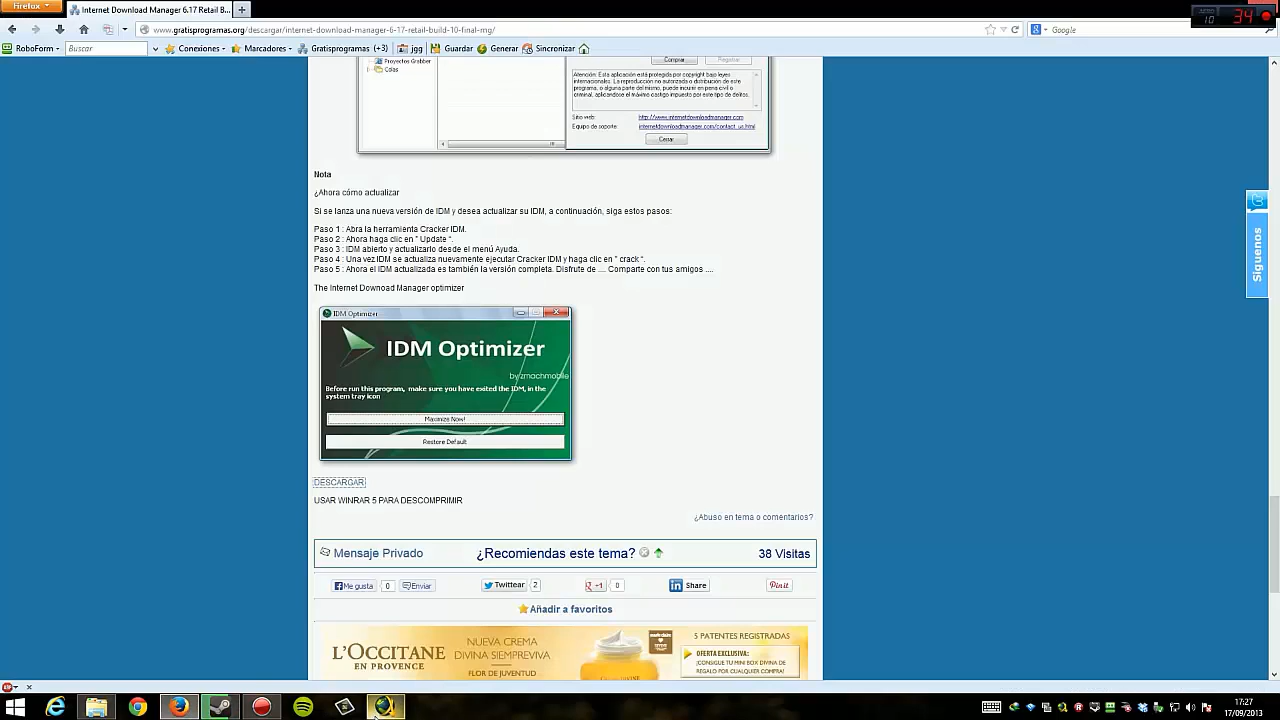 Firefox
Internet Download Manager 6.17 Retail B...
10
34
www.gratisprogramas.org/descargar/internet-download-manager-6-17-retail-build-10-final-mg/
Google
RoboForm
Buscar
Conexiones
Marcadores
Gratisprogramas (+3)
jgg
Guardar
Generar
Sincronizar
Proyectos Grabber
Colas
Comprar
Registrar
Atención: Esta aplicación está protegida por copyright bajo leyes
internacionales. La reproducción no autorizada o distribución de este
programa, o alguna parte del mismo, puede incurrir en pena civil o
criminal, aplicándose el máximo castigo impuesto por este tipo de delitos.
Sitio web:
http://www.internetdownloadmanager.com
Equipo de soporte:
internetdownloadmanager.com/contact_us.html
Cerrar
Nota
¿Ahora cómo actualizar
Si se lanza una nueva versión de IDM y desea actualizar su IDM, a continuación, siga estos pasos:
Paso 1 : Abra la herramienta Cracker IDM.
Paso 2 : Ahora haga clic en " Update ".
Paso 3 : IDM abierto y actualizarlo desde el menú Ayuda.
Paso 4 : Una vez IDM se actualiza nuevamente ejecutar Cracker IDM y haga clic en " crack ".
Paso 5 : Ahora el IDM actualizada es también la versión completa. Disfrute de .... Comparte con tus amigos ....
The Internet Downoad Manager optimizer
IDM Optimizer
IDM Optimizer
by zmachmobile
Before run this program, make sure you have exited the IDM, in the
system tray icon
Maximize Now!
Restore Default
DESCARGAR
USAR WINRAR 5 PARA DESCOMPRIMIR
¿Abuso en tema o comentarios?
Mensaje Privado
¿Recomiendas este tema?
38 Visitas
Me gusta
0
Enviar
Twittear
2
+1
0
Share
Pinit
Añadir a favoritos
L'OCCITANE
EN PROVENCE
NUEVA CREMA
DIVINA SIEMPREVIVA
FLOR DE JUVENTUD
marie claire
5 PATENTES REGISTRADAS
OFERTA EXCLUSIVA:
¡CONSIGUE TU MINI BOX DIVINA DE
REGALO POR CUALQUIER COMPRA!
Siguenos
17:27
17/09/2013